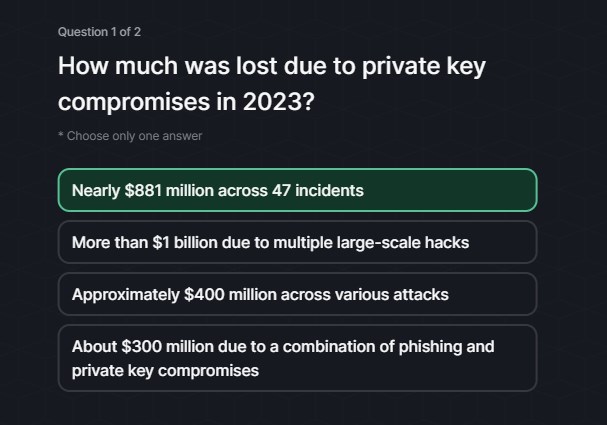 Question 1 of 2
How much was lost due to private key
compromises in 2023?
* Choose only one answer
Nearly $881 million across 47 incidents
More than $1 billion due to multiple large-scale hacks
Approximately $400 million across various attacks
About $300 million due to a combination of phishing and
private key compromises